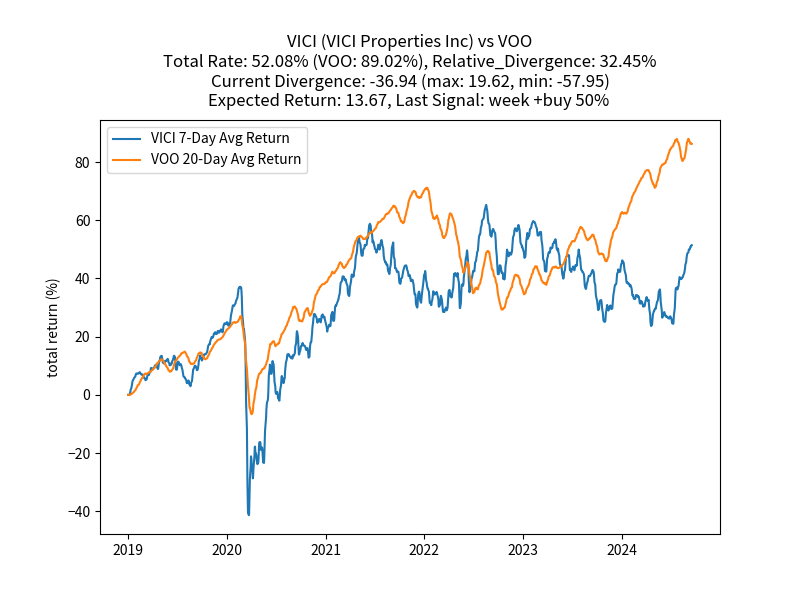 VICI (VICI Properties Inc) vs VOO
Total Rate: 52.08% (VOO: 89.02%), Relative_Divergence: 32.45%
Current Divergence: -36.94 (max: 19.62, min: -57.95)
Expected Return: 13.67, Last Signal: week +buy 50%
VICI 7-Day Avg Return
VOO 20-Day Avg Return
total return (%)
80
60
40
20
0
−20
−40
2019 2020 2021 2022 2023 2024